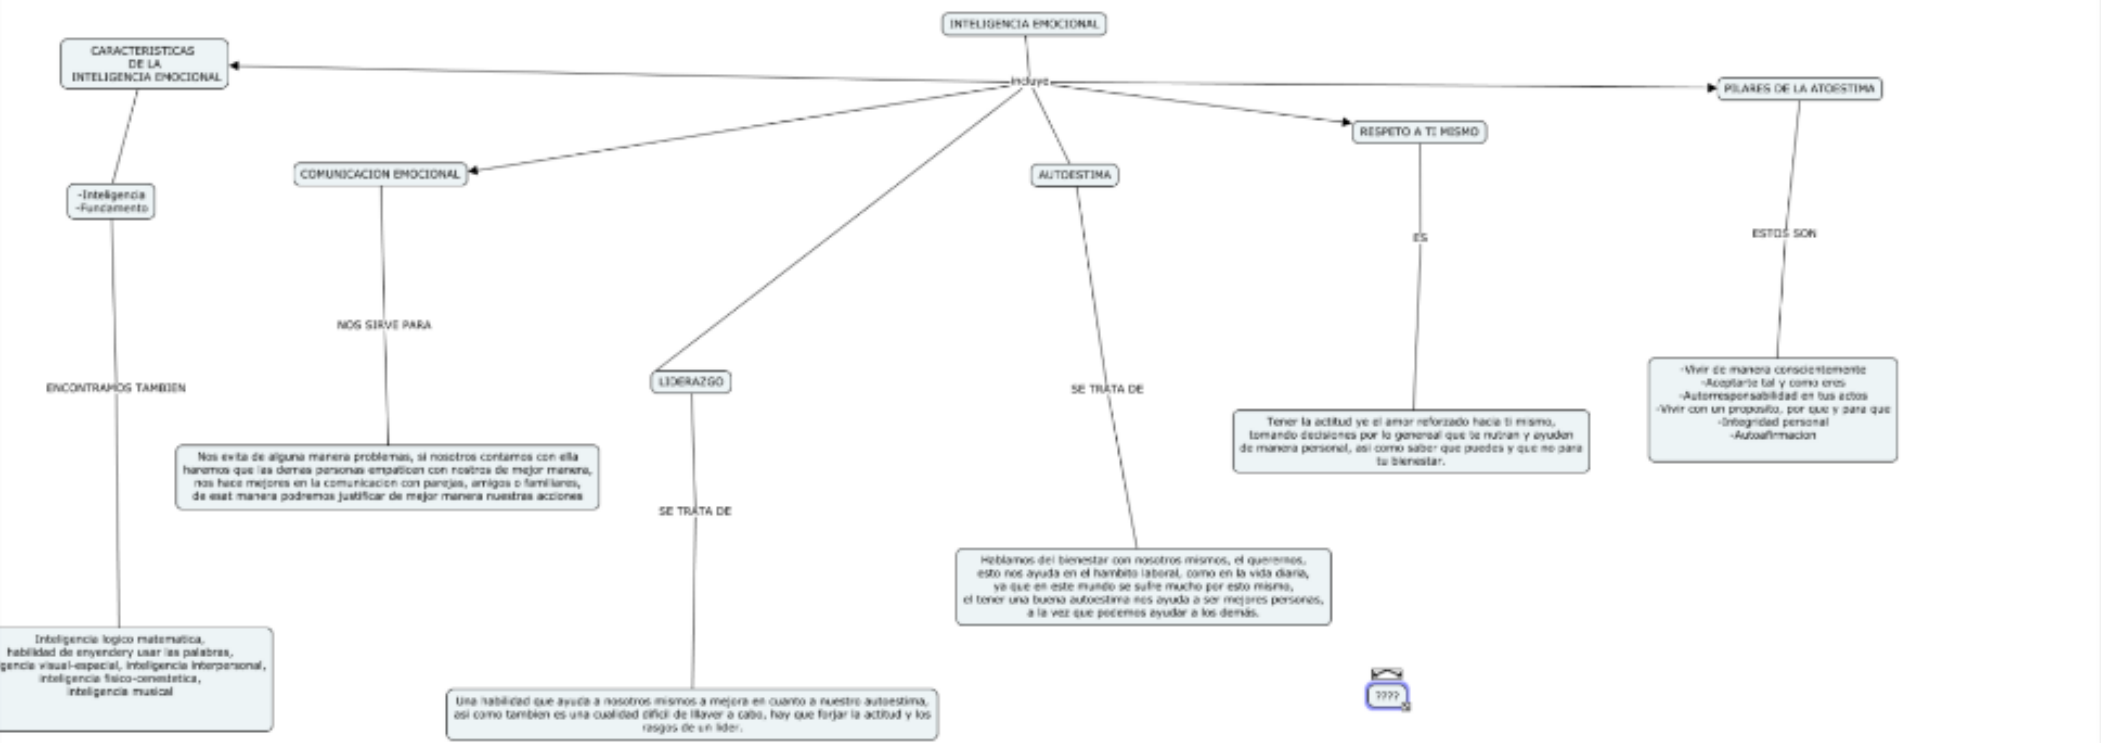 INTELIGENCIA EMOCIONAL
incluye
CARACTERISTICAS
DE LA
INTELIGENCIA EMOCIONAL
-Inteligencia
-Fundamento
ENCONTRAMOS TAMBIEN
Inteligencia logico matematica,
habilidad de enyendery usar las palabras,
gencia visual-espacial, inteligencia interpersonal,
inteligencia fisico-cenestetica,
inteligencia musical
COMUNICACION EMOCIONAL
NOS SIRVE PARA
Nos evita de alguna manera problemas, si nosotros contamos con ella
haremos que las demas personas empaticen con nostros de mejor manera,
nos hace mejores en la comunicacion con parejas, amigos o familiares,
de esat manera podremos justificar de mejor manera nuestras acciones
LIDERAZGO
SE TRATA DE
Una habilidad que ayuda a nosotros mismos a mejora en cuanto a nuestro autoestima,
asi como tambien es una cualidad dificil de lllaver a cabo, hay que forjar la actitud y los
rasgos de un lider.
AUTOESTIMA
SE TRATA DE
Hablamos del bienestar con nosotros mismos, el querernos,
esto nos ayuda en el hambito laboral, como en la vida diaria,
ya que en este mundo se sufre mucho por esto mismo,
el tener una buena autoestima nos ayuda a ser mejores personas,
a la vez que podemos ayudar a los demás.
RESPETO A TI MISMO
ES
Tener la actitud ye el amor reforzado hacia ti mismo,
tomando decisiones por lo genereal que te nutran y ayuden
de manera personal, asi como saber que puedes y que no para
tu bienestar.
PILARES DE LA ATOESTIMA
ESTOS SON
-Vivir de manera conscientemente
-Aceptarte tal y como eres
-Autorresponsabilidad en tus actos
-Vivir con un proposito, por que y para que
-Integridad personal
-Autoafirmacion
????